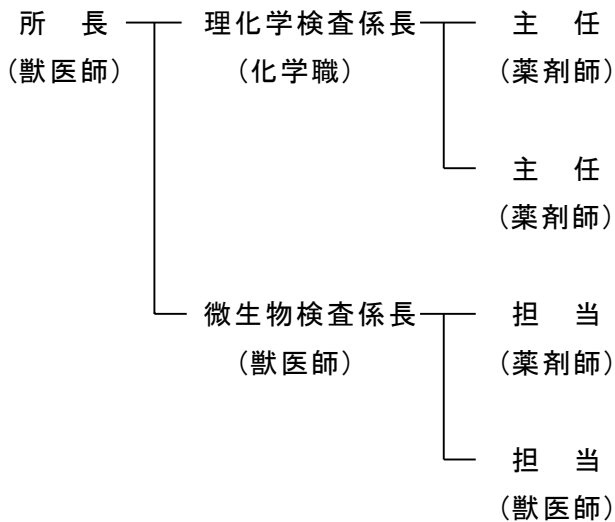 所 長 理化学検査係長 主 任
(獣医師) (化学職) (薬剤師)
主 任
(薬剤師)
微生物検査係長 担 当
(獣医師) (薬剤師)
担 当
(獣医師)